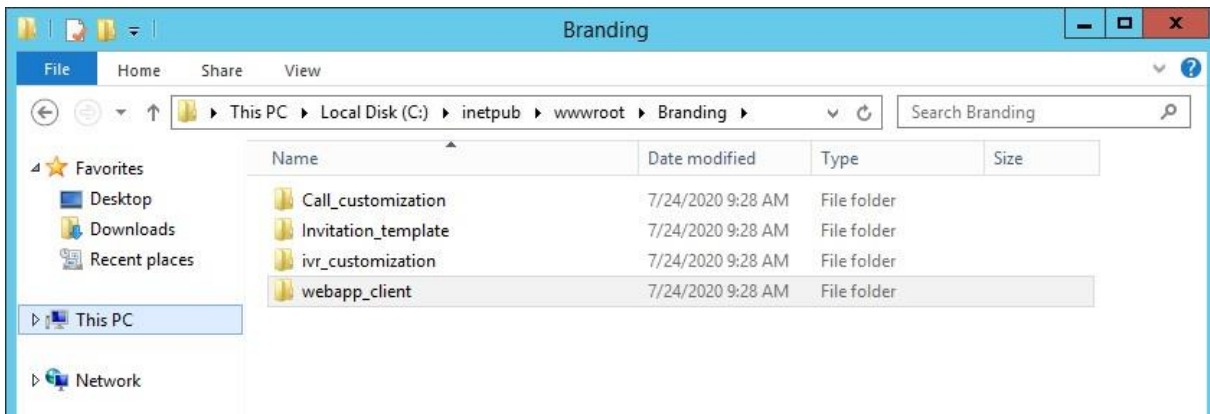 Branding
File Home Share View
This PC Local Disk (C:) inetpub wwwroot Branding Search Branding
Name Date modified Type Size
Favorites
Desktop
Downloads
Recent places
This PC
Network
Call_customization 7/24/2020 9:28 AM File folder
Invitation_template 7/24/2020 9:28 AM File folder
ivr_customization 7/24/2020 9:28 AM File folder
webapp_client 7/24/2020 9:28 AM File folder